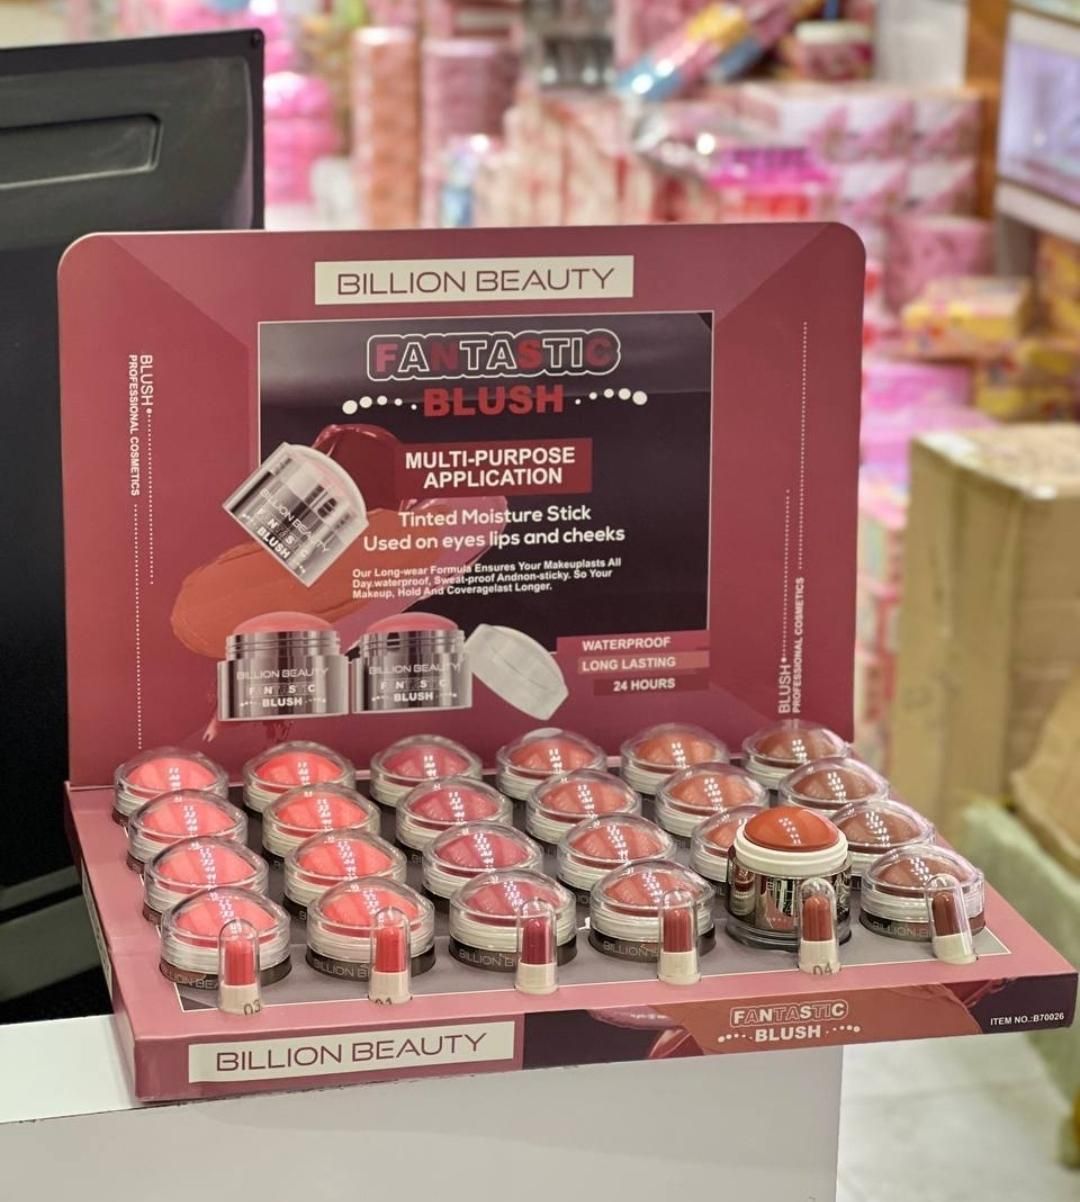 BILLION BEAUTY
FANTASTIC
BLUSH
MULTI-PURPOSE
APPLICATION
Tinted Moisture Stick
Used on eyes lips and cheeks
Our Long-wear Formula Ensures Your Makeuplasts All
Day.waterproof, Sweat-proof Andnon-sticky. So Your
Makeup, Hold And Coveragelast Longer.
WATERPROOF
LONG LASTING
24 HOURS
BLUSH
PROFESSIONAL COSMETICS
BLUSH
PROFESSIONAL COSMETICS
BILLION BEAUTY
FANTASTIC
BLUSH
BILLION BEAUTY
FANTASTIC
BLUSH
BILLION BEAUTY
FANTASTIC
BLUSH
03
04
BILLION BEAUTY
FANTASTIC
BLUSH
ITEM NO.:B70026